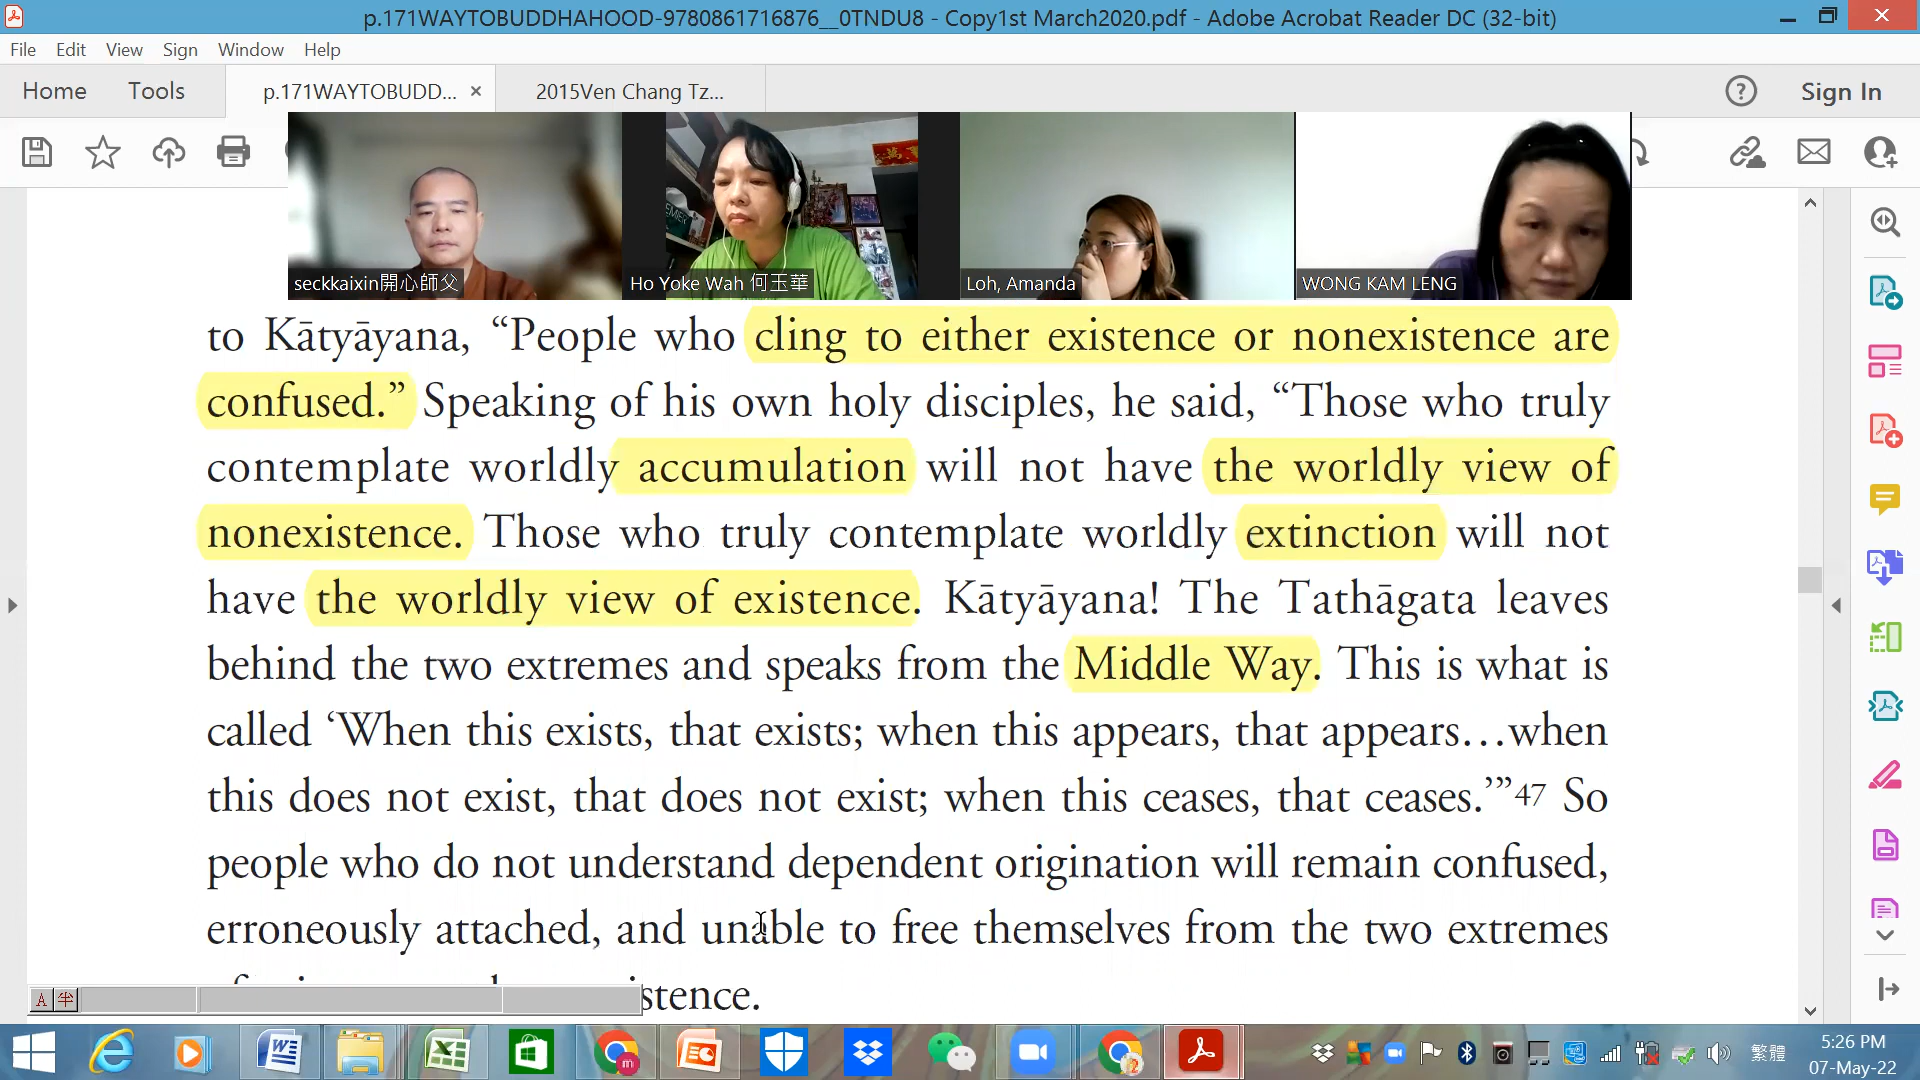 p.171WAYTOBUDDHAHOOD-9780861716876__0TNDU8 - Copy1st March2020.pdf - Adobe Acrobat Reader DC (32-bit)
File Edit View Sign Window Help
Home Tools p.171WAYTOBUDD... × 2015Ven Chang Tz... Sign In
seckkaixin開心師父 Ho Yoke Wah 何玉華 Loh, Amanda WONG KAM LENG
to Kātyāyana, “People who cling to either existence or nonexistence are
confused.” Speaking of his own holy disciples, he said, “Those who truly
contemplate worldly accumulation will not have the worldly view of
nonexistence. Those who truly contemplate worldly extinction will not
have the worldly view of existence. Kātyāyana! The Tathāgata leaves
behind the two extremes and speaks from the Middle Way. This is what is
called ‘When this exists, that exists; when this appears, that appears…when
this does not exist, that does not exist; when this ceases, that ceases.’”47 So
people who do not understand dependent origination will remain confused,
erroneously attached, and unable to free themselves from the two extremes
istence.
繁體
5:26 PM
07-May-22